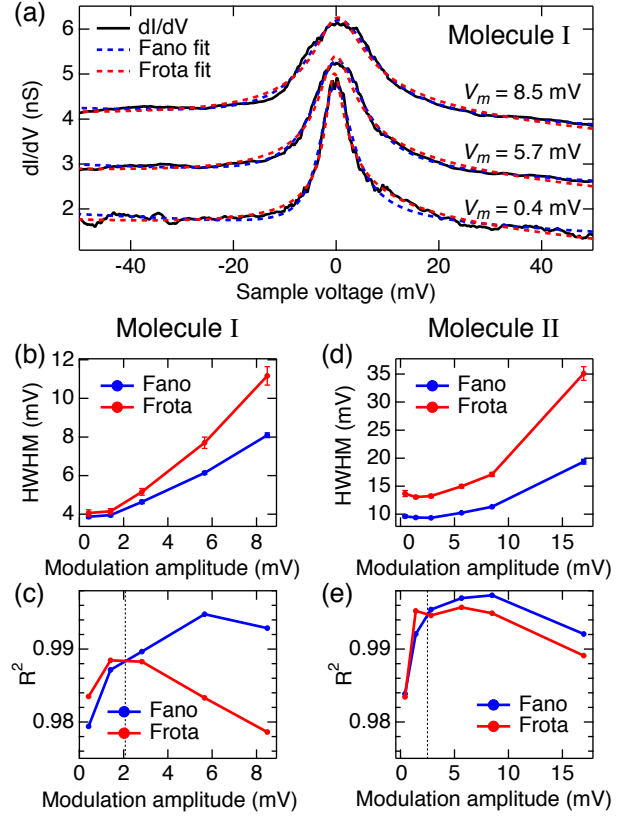 (a)
dI/dV
Fano fit
Frota fit
Molecule I
Vm = 8.5 mV
Vm = 5.7 mV
Vm = 0.4 mV
dI/dV (nS)
6
5
4
3
2
-40
-20
0
20
40
Sample voltage (mV)
Molecule I
(b)
Fano
Frota
HWHM (mV)
12
10
8
6
4
0
2
4
6
8
Modulation amplitude (mV)
Molecule II
(d)
Fano
Frota
HWHM (mV)
35
30
25
20
15
10
0
5
10
15
Modulation amplitude (mV)
(c)
R²
0.99
0.98
Fano
Frota
0
2
4
6
8
Modulation amplitude (mV)
(e)
R²
0.99
0.98
Fano
Frota
0
5
10
15
Modulation amplitude (mV)